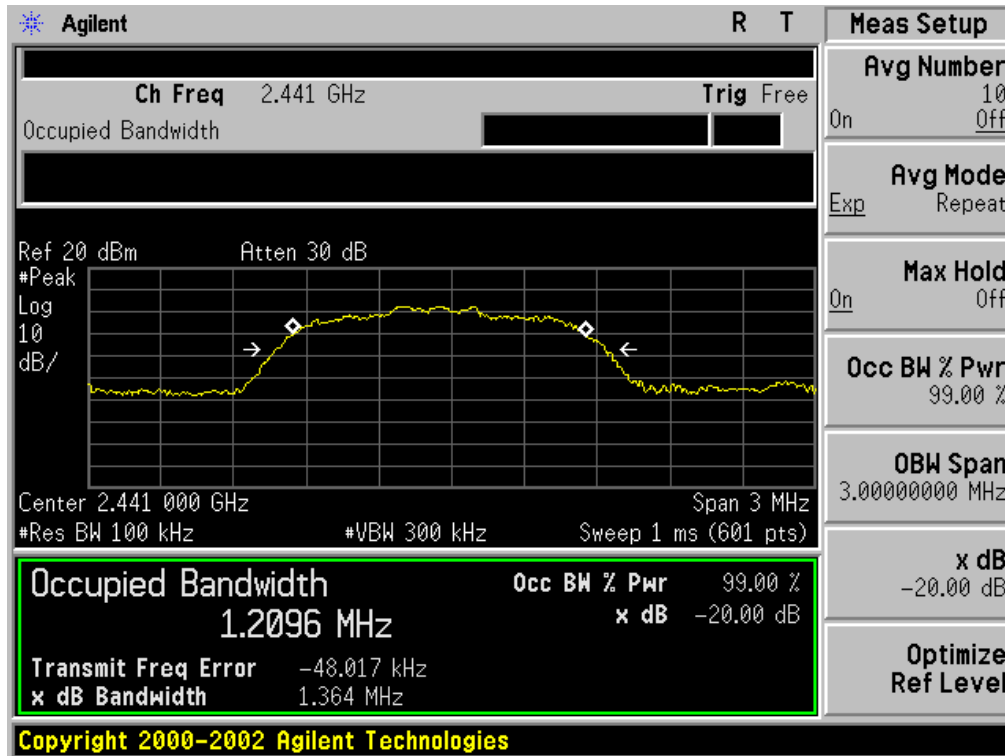 Agilent R T
Ch Freq 2.441 GHz Trig Free
Occupied Bandwidth
Ref 20 dBm Atten 30 dB
#Peak
Log
10
dB/
Center 2.441 000 GHz Span 3 MHz
#Res BW 100 kHz #VBW 300 kHz Sweep 1 ms (601 pts)
Occupied Bandwidth
1.2096 MHz
Occ BW % Pwr 99.00 %
x dB -20.00 dB
Transmit Freq Error -48.017 kHz
x dB Bandwidth 1.364 MHz
Copyright 2000-2002 Agilent Technologies
Meas Setup
Avg Number
10
On Off
Avg Mode
Exp Repeat
Max Hold
On Off
Occ BW % Pwr
99.00 %
OBW Span
3.00000000 MHz
x dB
-20.00 dB
Optimize
Ref Level